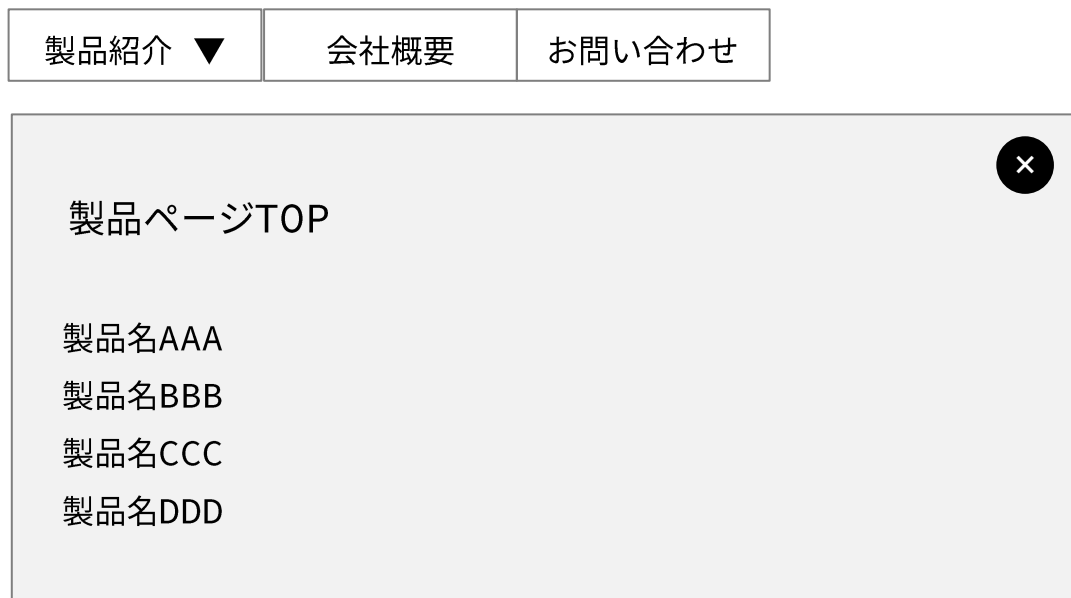 製品紹介 ▼ 会社概要 お問い合わせ
×
製品ページTOP
製品名AAA
製品名BBB
製品名CCC
製品名DDD